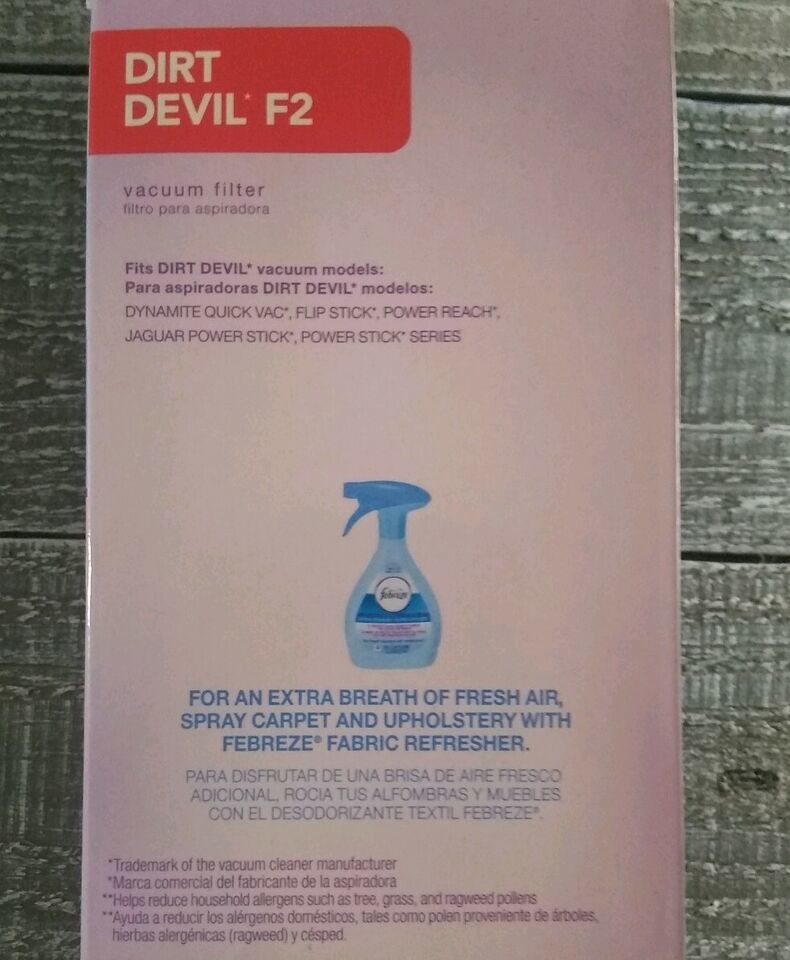 DIRT
DEVIL* F2
vacuum filter
filtro para aspiradora
Fits DIRT DEVIL* vacuum models:
Para aspiradoras DIRT DEVIL* modelos:
DYNAMITE QUICK VAC*, FLIP STICK*, POWER REACH*,
JAGUAR POWER STICK*, POWER STICK* SERIES
febreze
FOR AN EXTRA BREATH OF FRESH AIR,
SPRAY CARPET AND UPHOLSTERY WITH
FEBREZE® FABRIC REFRESHER.
PARA DISFRUTAR DE UNA BRISA DE AIRE FRESCO
ADICIONAL, ROCIA TUS ALFOMBRAS Y MUEBLES
CON EL DESODORIZANTE TEXTIL FEBREZE®.
*Trademark of the vacuum cleaner manufacturer
*Marca comercial del fabricante de la aspiradora
**Helps reduce household allergens such as tree, grass, and ragweed pollens
**Ayuda a reducir los alérgenos domésticos, tales como polen proveniente de árboles,
hierbas alergénicas (ragweed) y césped.